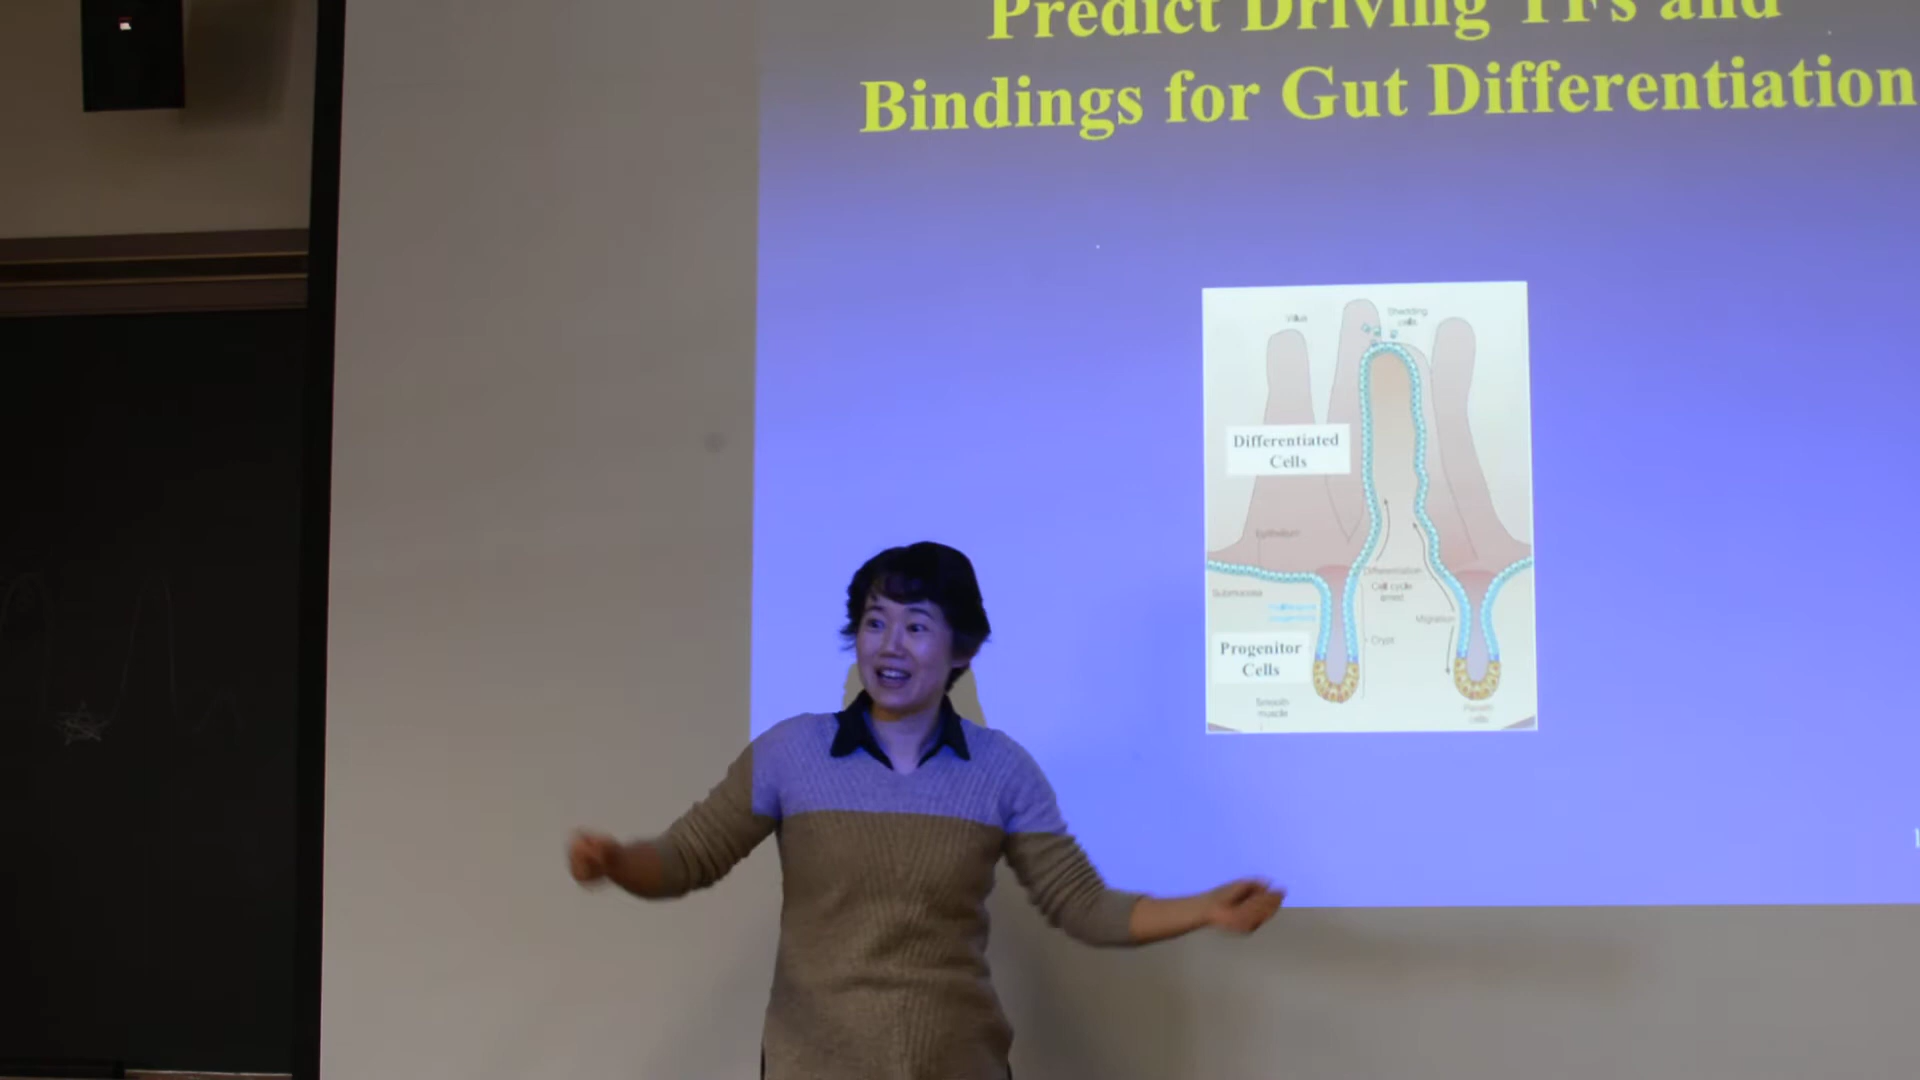 Predict Driving TFs and
Bindings for Gut Differentiation
Villus
Shedding
cells
Differentiated
Cells
Epithelium
Differentiation
Cell cycle
arrest
Submucosa
Migration
Crypt
Progenitor
Cells
Smooth
muscle
Paneth
cells